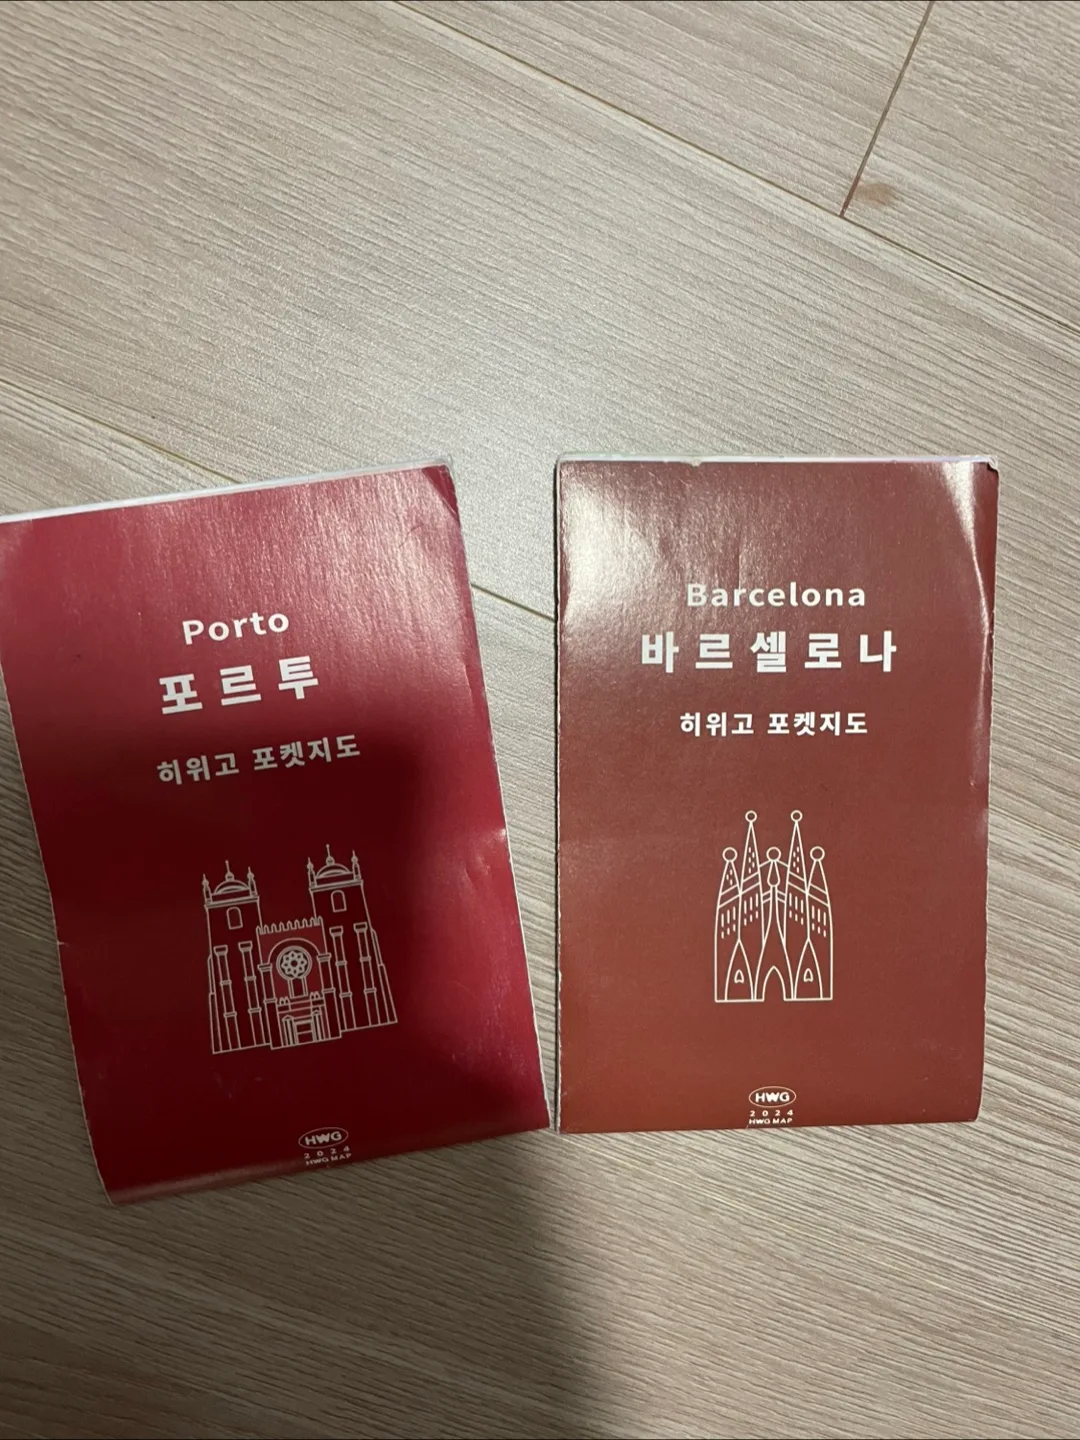 Porto
포르투
히위고 포켓지도
HWG
2024
HWG MAP
Barcelona
바르셀로나
히위고 포켓지도
HWG
2024
HWG MAP